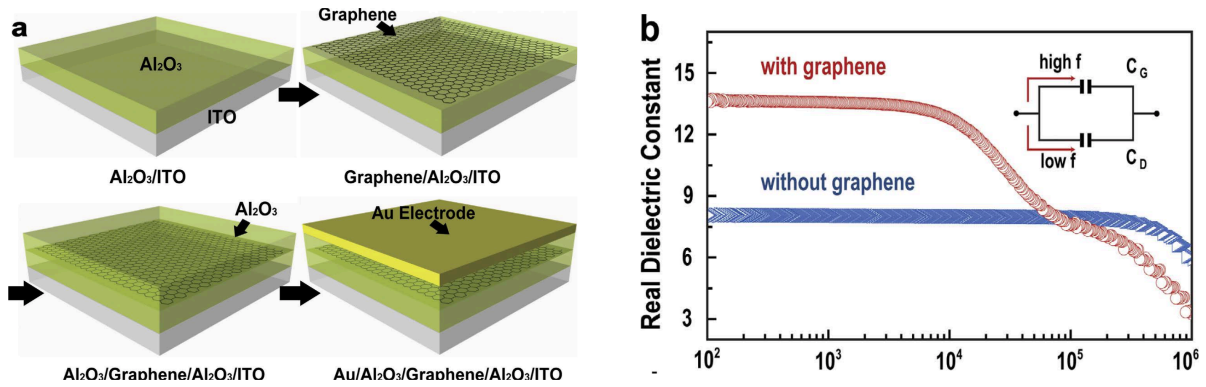 a
Graphene
Al₂O₃
ITO
Al₂O₃/ITO
Graphene/Al₂O₃/ITO
Al₂O₃
Au Electrode
Al₂O₃/Graphene/Al₂O₃/ITO
Au/Al₂O₃/Graphene/Al₂O₃/ITO
b
Real Dielectric Constant
15
12
9
6
3
with graphene
without graphene
high f
C_G
low f
C_D
10² 10³ 10⁴ 10⁵ 10⁶
-